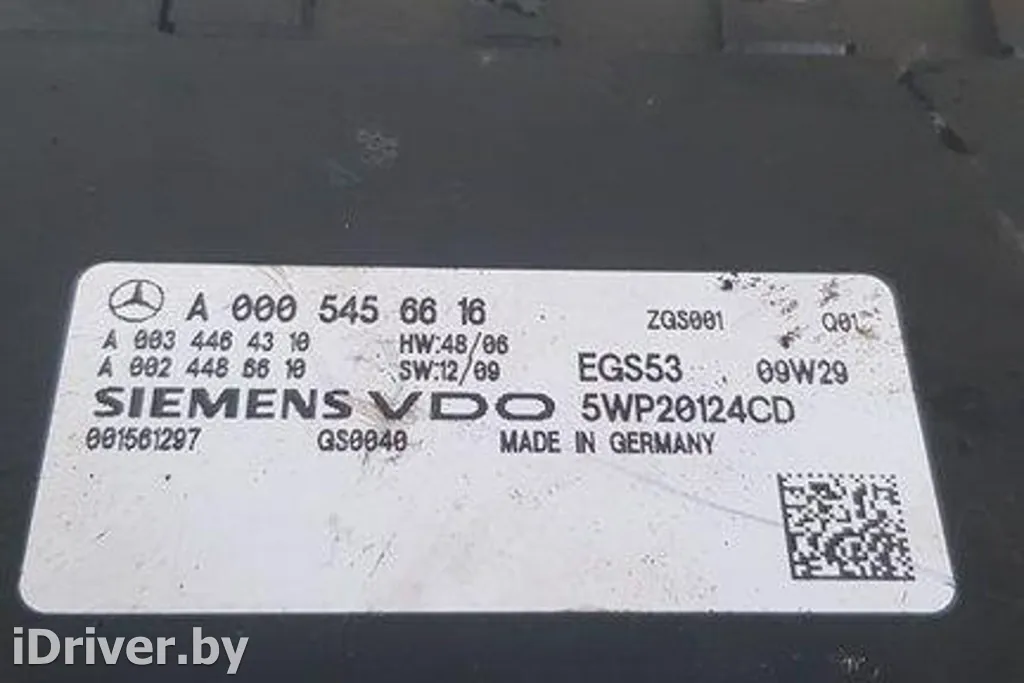 A 000 545 66 16 ZGS001 Q01
A 003 446 43 10 HW:48/06
A 002 448 66 10 SW:12/09 EGS53 09W29
SIEMENS VDO 5WP20124CD
001561297 GS0040 MADE IN GERMANY
iDriver.by